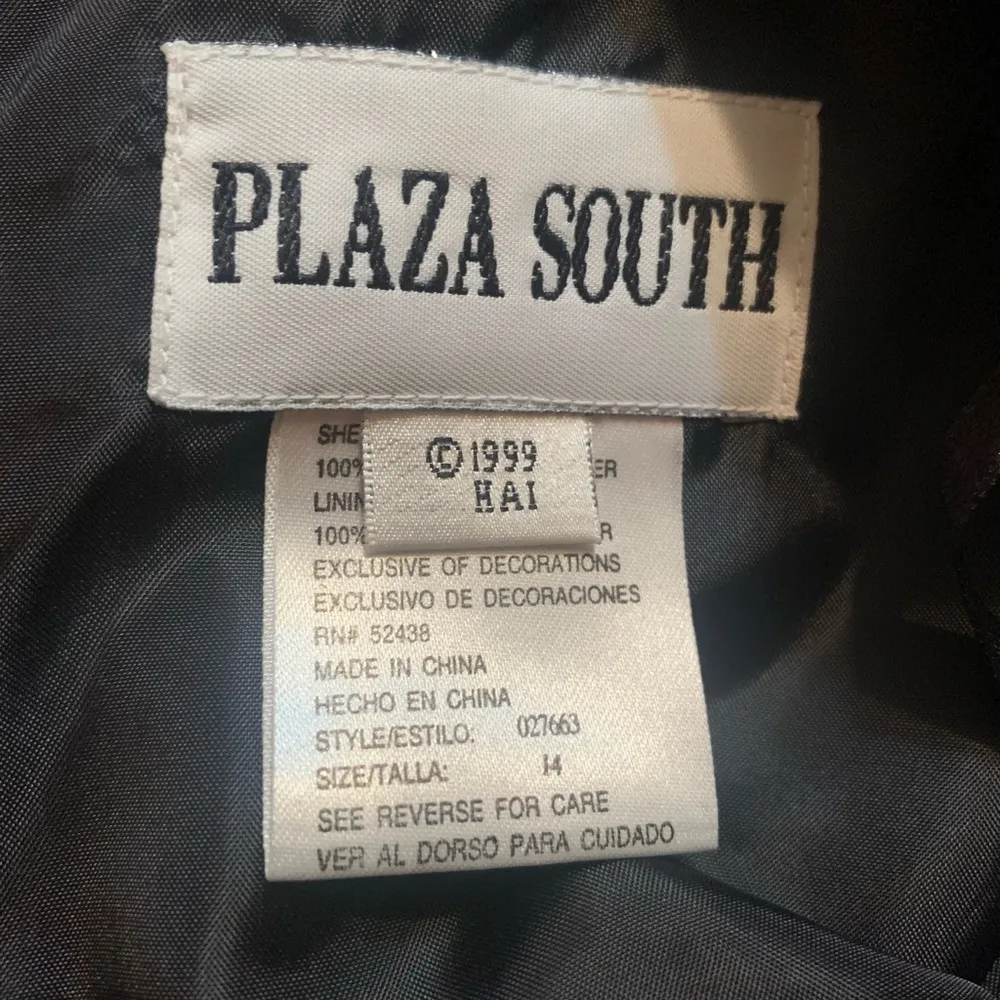 PLAZA SOUTH
©1999
HAI
100%
100%
EXCLUSIVE OF DECORATIONS
EXCLUSIVO DE DECORACIONES
RN# 52438
MADE IN CHINA
HECHO EN CHINA
STYLE/ESTILO: 027663
SIZE/TALLA: 14
SEE REVERSE FOR CARE
VER AL DORSO PARA CUIDADO